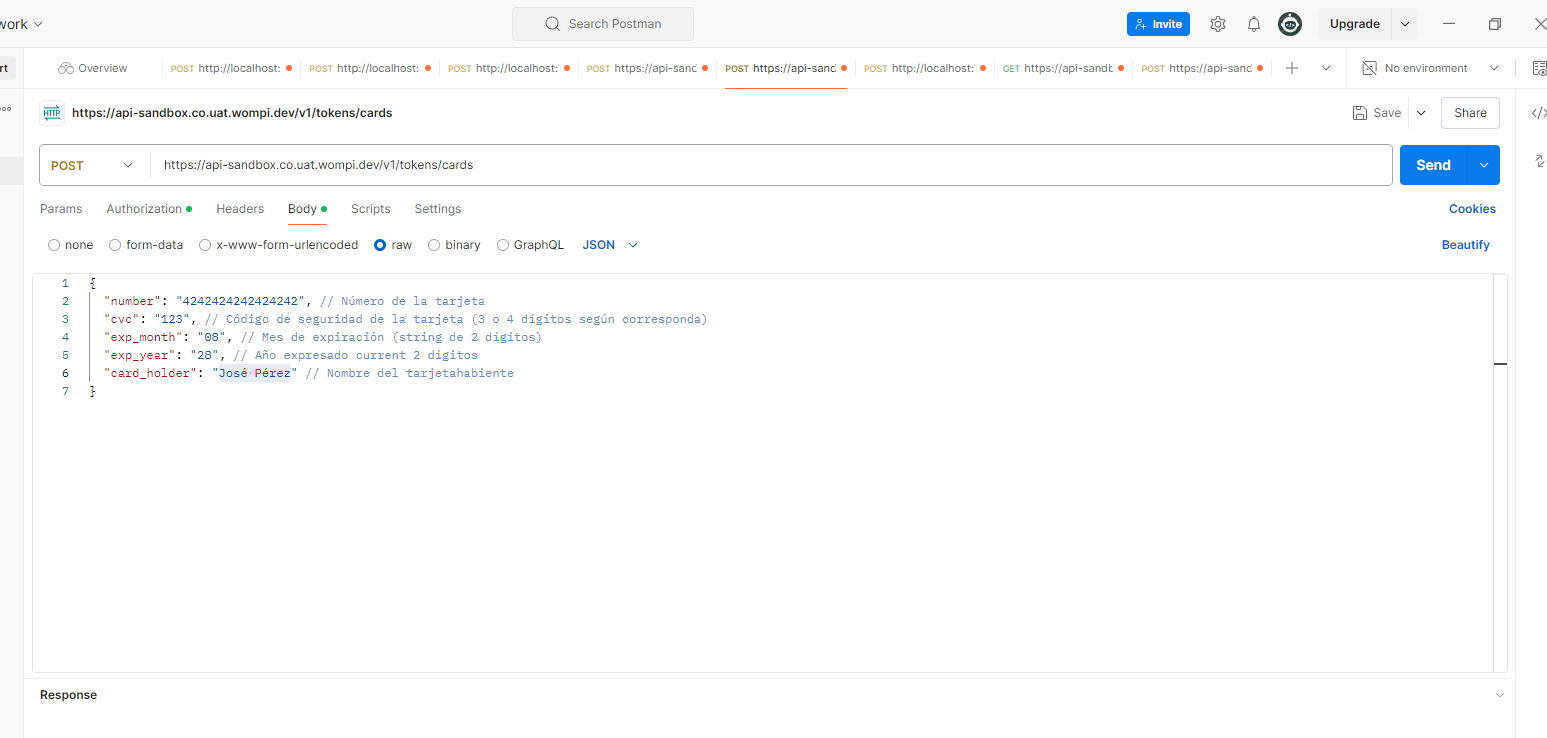 work
Search Postman
Invite
Upgrade
rt
Overview
POST http://localhost:
POST http://localhost:
POST http://localhost:
POST https://api-sand
POST https://api-sand
POST http://localhost:
GET https://api-sandb
POST https://api-sand
No environment
HTTP
https://api-sandbox.co.uat.wompi.dev/v1/tokens/cards
Save
Share
POST
https://api-sandbox.co.uat.wompi.dev/v1/tokens/cards
Send
Params
Authorization
Headers
Body
Scripts
Settings
Cookies
none
form-data
x-www-form-urlencoded
raw
binary
GraphQL
JSON
Beautify
1 {
2 "number": "4242424242424242", // Número de la tarjeta
3 "cvc": "123", // Código de seguridad de la tarjeta (3 o 4 dígitos según corresponda)
4 "exp_month": "08", // Mes de expiración (string de 2 dígitos)
5 "exp_year": "28", // Año expresado current 2 dígitos
6 "card_holder": "José Pérez" // Nombre del tarjetahabiente
7 }
Response